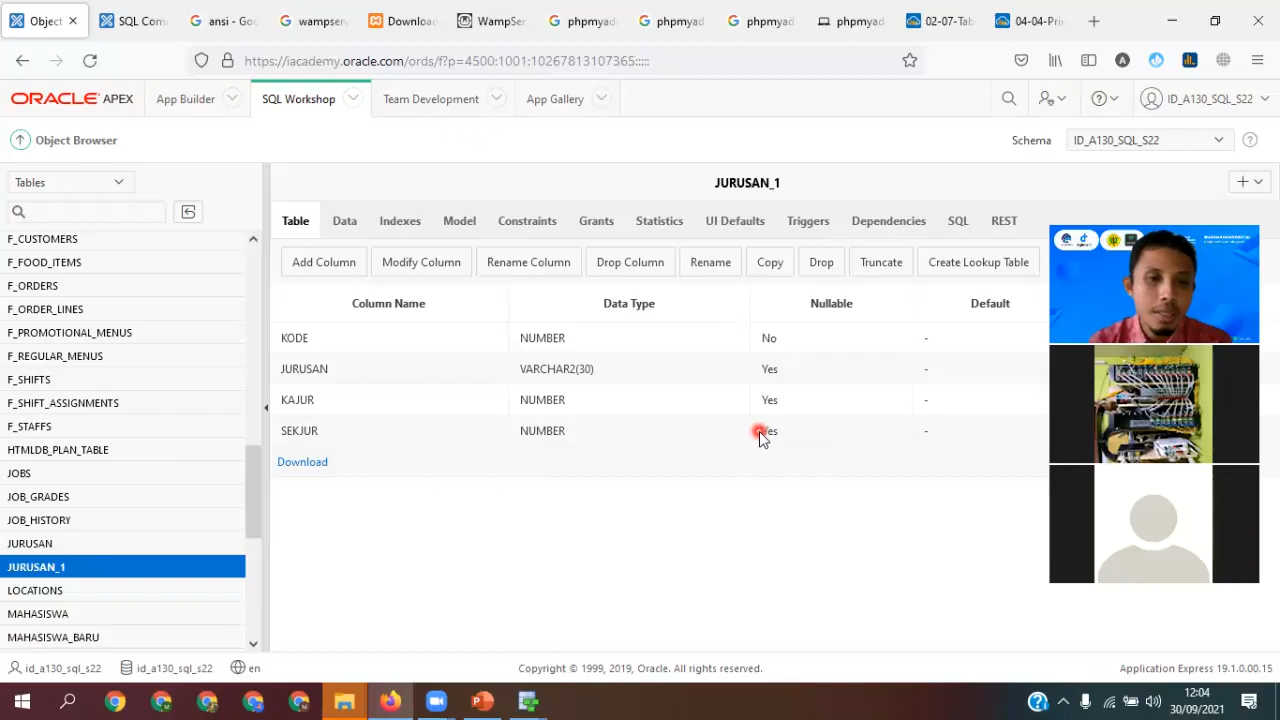 Object
SQL Com
ansi - Goo
wampserv
Download
WampSer
phpmyad
phpmyad
phpmyad
phpmyad
02-07-Tab
04-04-Prim
https://iacademy.oracle.com/ords/f?p=4500:1001:10267813107365:::::
ORACLE APEX
App Builder
SQL Workshop
Team Development
App Gallery
ID_A130_SQL_S22
Object Browser
Schema
ID_A130_SQL_S22
Tables
JURUSAN_1
Table
Data
Indexes
Model
Constraints
Grants
Statistics
UI Defaults
Triggers
Dependencies
SQL
REST
Add Column
Modify Column
Rename Column
Drop Column
Rename
Copy
Drop
Truncate
Create Lookup Table
Column Name Data Type Nullable Default
KODE NUMBER No -
JURUSAN VARCHAR2(30) Yes -
KAJUR NUMBER Yes -
SEKJUR NUMBER Yes -
Download
F_CUSTOMERS
F_FOOD_ITEMS
F_ORDERS
F_ORDER_LINES
F_PROMOTIONAL_MENUS
F_REGULAR_MENUS
F_SHIFTS
F_SHIFT_ASSIGNMENTS
F_STAFFS
HTMLDB_PLAN_TABLE
JOBS
JOB_GRADES
JOB_HISTORY
JURUSAN
JURUSAN_1
LOCATIONS
MAHASISWA
MAHASISWA_BARU
id_a130_sql_s22
id_a130_sql_s22
en
Copyright © 1999, 2019, Oracle. All rights reserved.
Application Express 19.1.0.00.15
12:04
30/09/2021